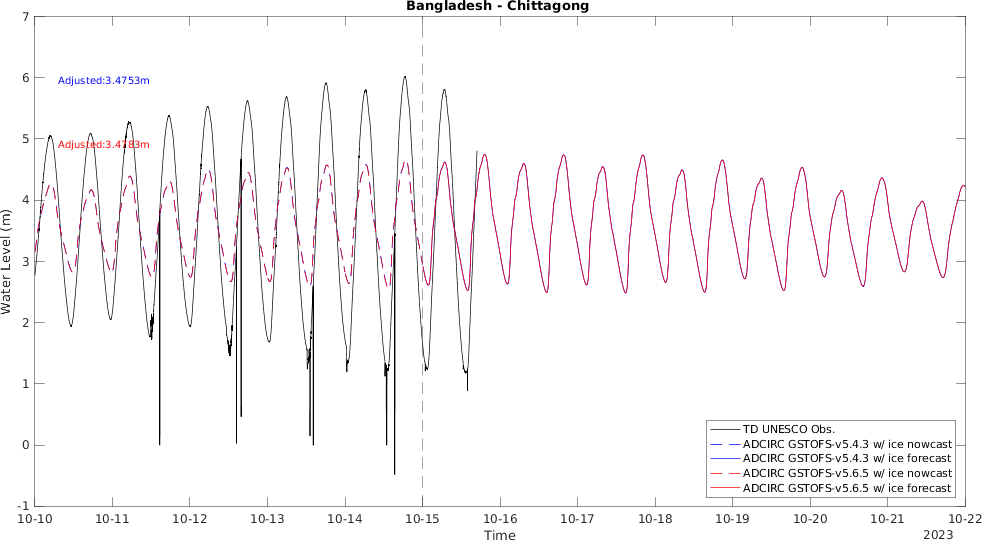 Bangladesh - Chittagong
7
6
5
4
3
2
1
0
-1
Water Level (m)
Adjusted:3.4753m
Adjusted:3.4783m
TD UNESCO Obs.
ADCIRC GSTOFS-v5.4.3 w/ ice nowcast
ADCIRC GSTOFS-v5.4.3 w/ ice forecast
ADCIRC GSTOFS-v5.6.5 w/ ice nowcast
ADCIRC GSTOFS-v5.6.5 w/ ice forecast
10-10 10-11 10-12 10-13 10-14 10-15 10-16 10-17 10-18 10-19 10-20 10-21 10-22
Time
2023